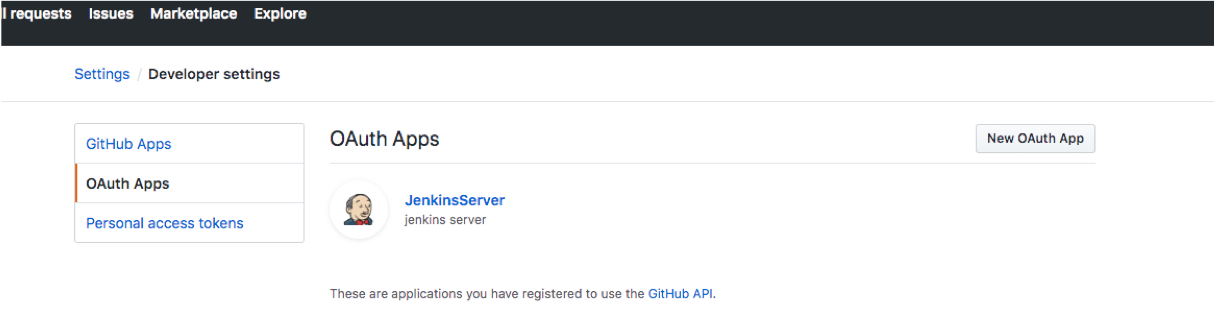 requests Issues Marketplace Explore
Settings / Developer settings
GitHub Apps
OAuth Apps
Personal access tokens
OAuth Apps
New OAuth App
JenkinsServer
jenkins server
These are applications you have registered to use the GitHub API.